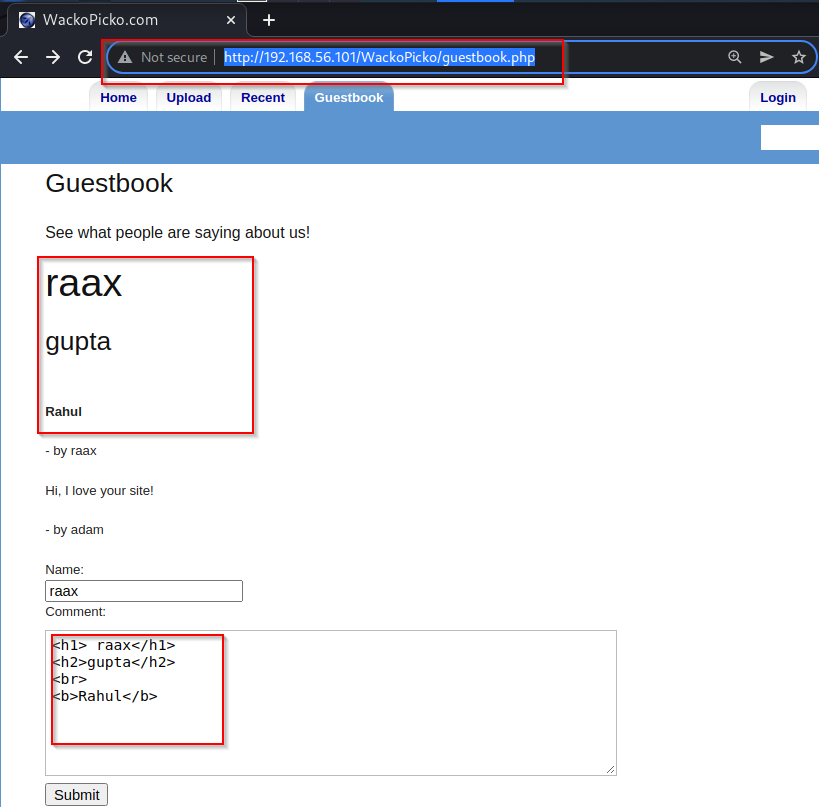 WackoPicko.com
Not secure http://192.168.56.101/WackoPicko/guestbook.php
Home Upload Recent Guestbook Login
Guestbook
See what people are saying about us!
raax
gupta
Rahul
- by raax
Hi, I love your site!
- by adam
Name:
raax
Comment:
<h1> raax</h1>
<h2>gupta</h2>
<br>
<b>Rahul</b>
Submit